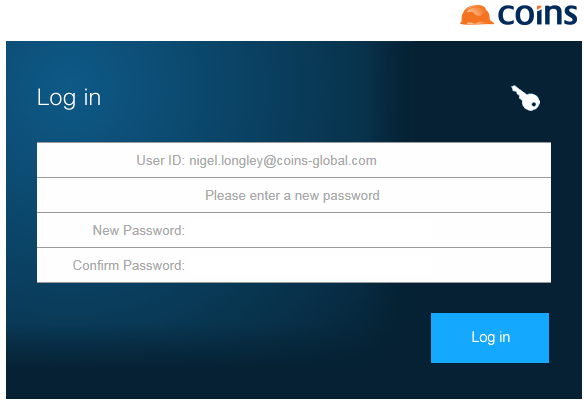 coins
Log in
User ID: nigel.longley@coins-global.com
Please enter a new password
New Password:
Confirm Password:
Log in